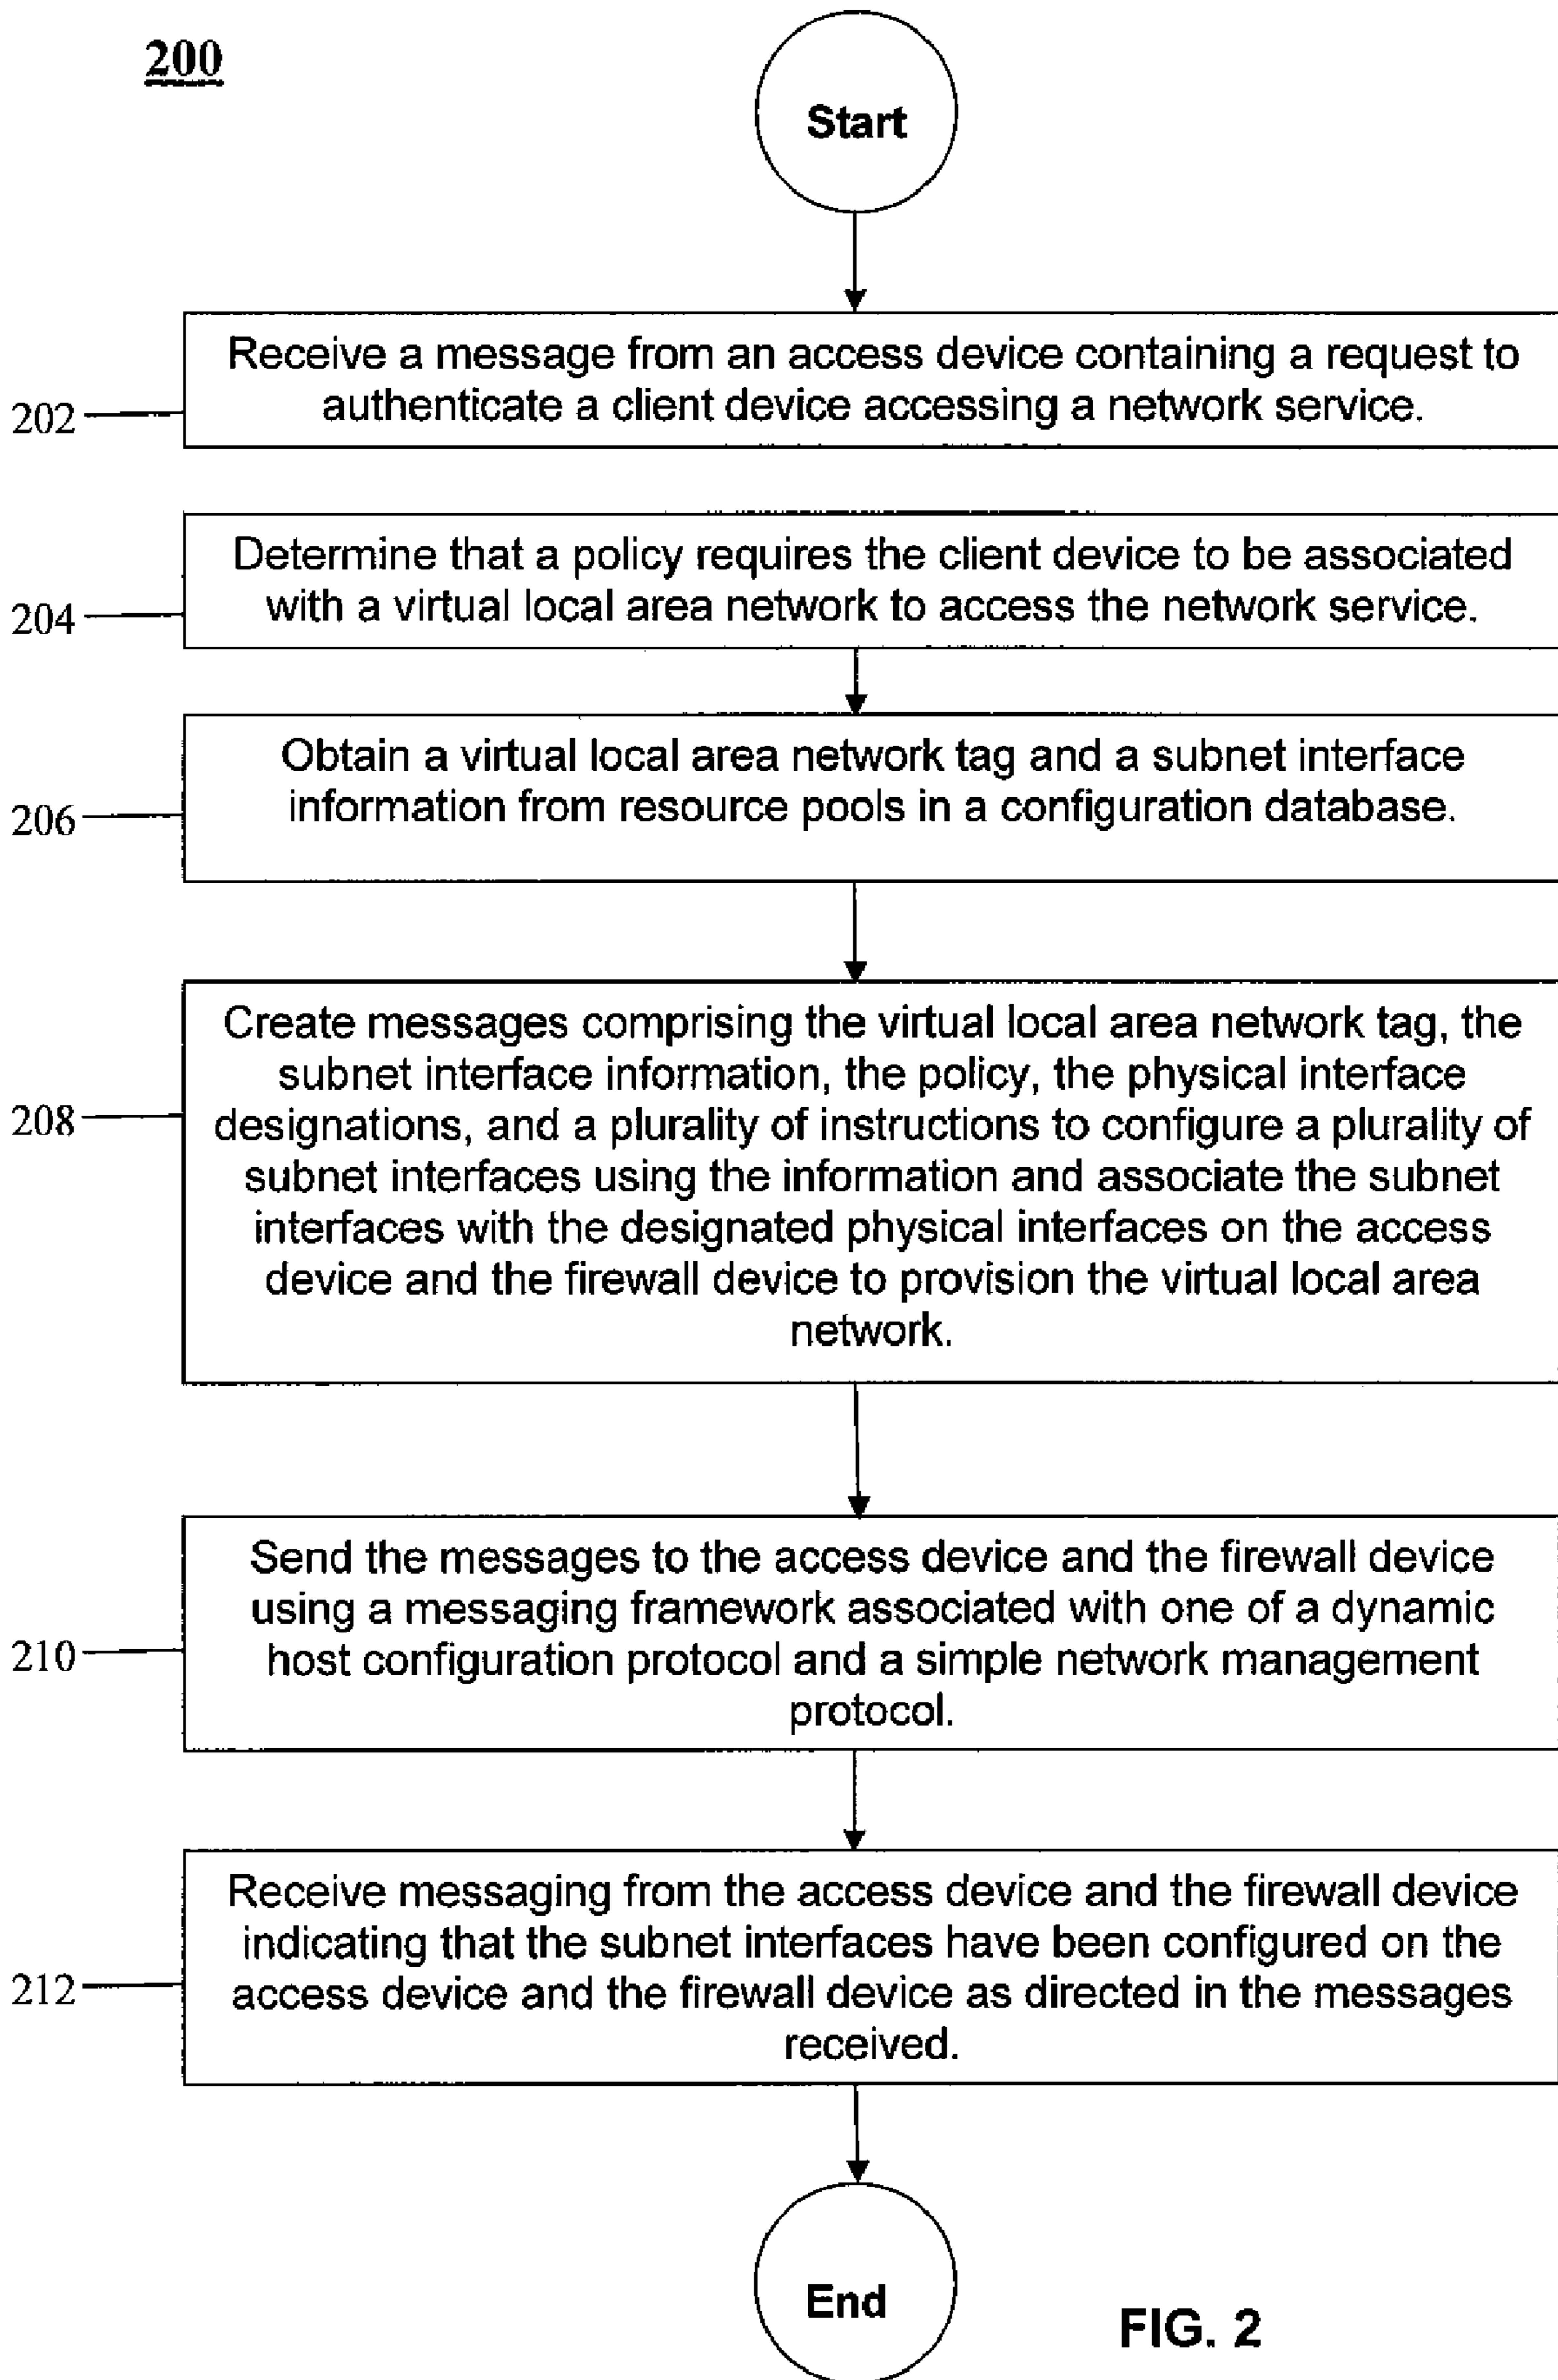 200
Start
Receive a message from an access device containing a request to
authenticate a client device accessing a network service.
202
Determine that a policy requires the client device to be associated
with a virtual local area network to access the network service.
204
Obtain a virtual local area network tag and a subnet interface
information from resource pools in a configuration database.
206
Create messages comprising the virtual local area network tag, the
subnet interface information, the policy, the physical interface
designations, and a plurality of instructions to configure a plurality of
subnet interfaces using the information and associate the subnet
interfaces with the designated physical interfaces on the access
device and the firewall device to provision the virtual local area
network.
208
Send the messages to the access device and the firewall device
using a messaging framework associated with one of a dynamic
host configuration protocol and a simple network management
protocol.
210
Receive messaging from the access device and the firewall device
indicating that the subnet interfaces have been configured on the
access device and the firewall device as directed in the messages
received.
212
End
FIG. 2